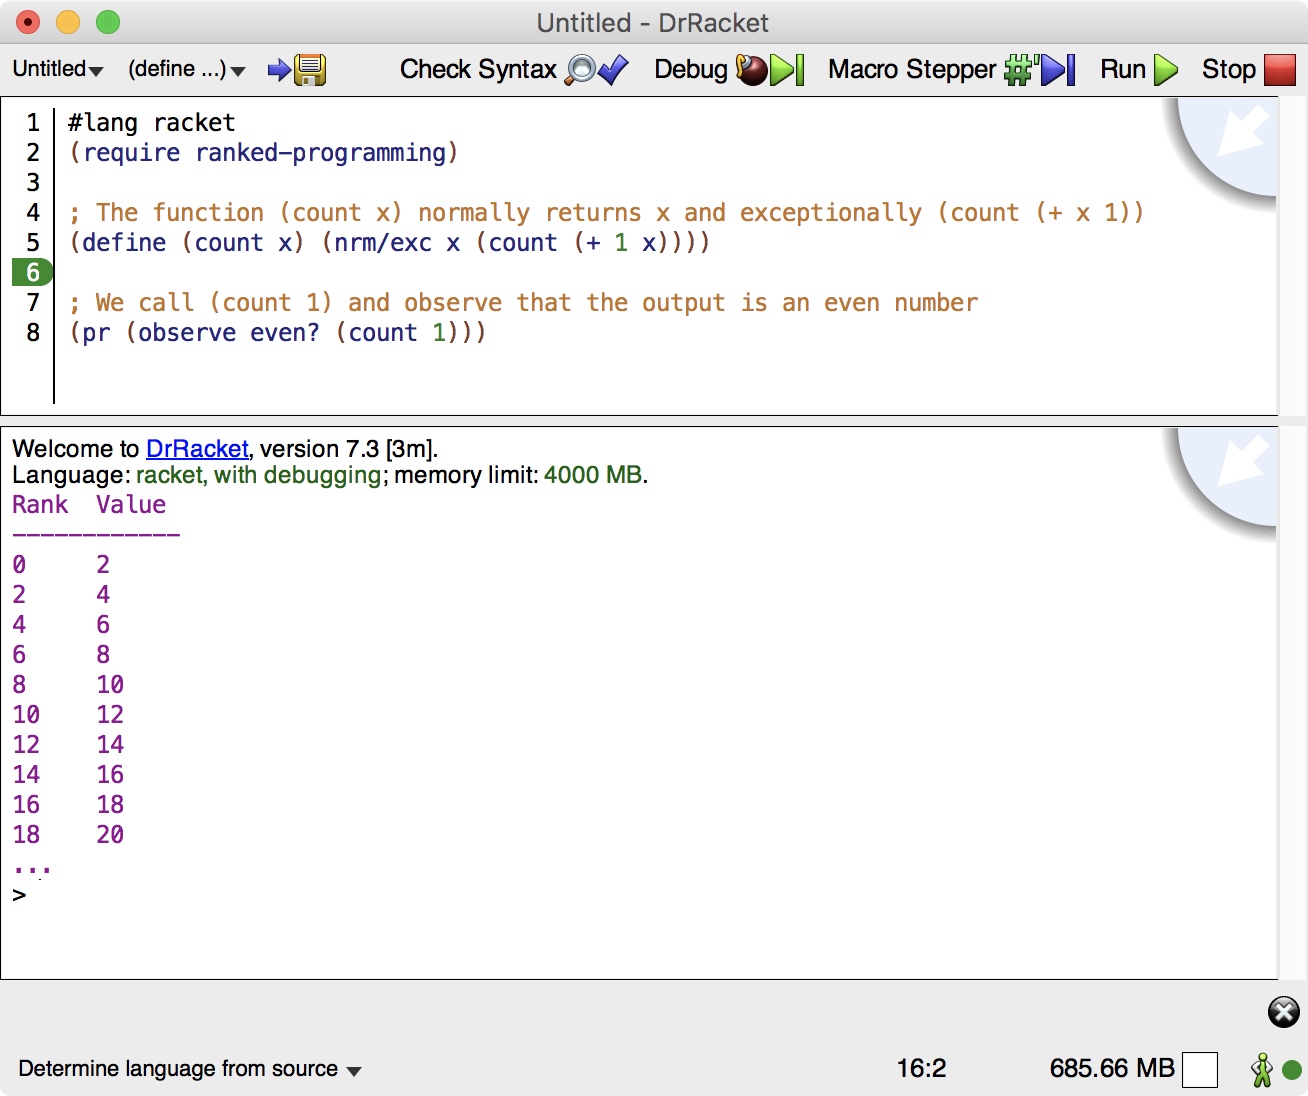 Untitled - DrRacket
Untitled (define ...) Check Syntax Debug Macro Stepper #' Run Stop
1 #lang racket
2 (require ranked-programming)
3
4 ; The function (count x) normally returns x and exceptionally (count (+ x 1))
5 (define (count x) (nrm/exc x (count (+ 1 x))))
6
7 ; We call (count 1) and observe that the output is an even number
8 (pr (observe even? (count 1)))
Welcome to DrRacket, version 7.3 [3m].
Language: racket, with debugging; memory limit: 4000 MB.
Rank Value
------------
0 2
2 4
4 6
6 8
8 10
10 12
12 14
14 16
16 18
18 20
...
>
Determine language from source 16:2 685.66 MB